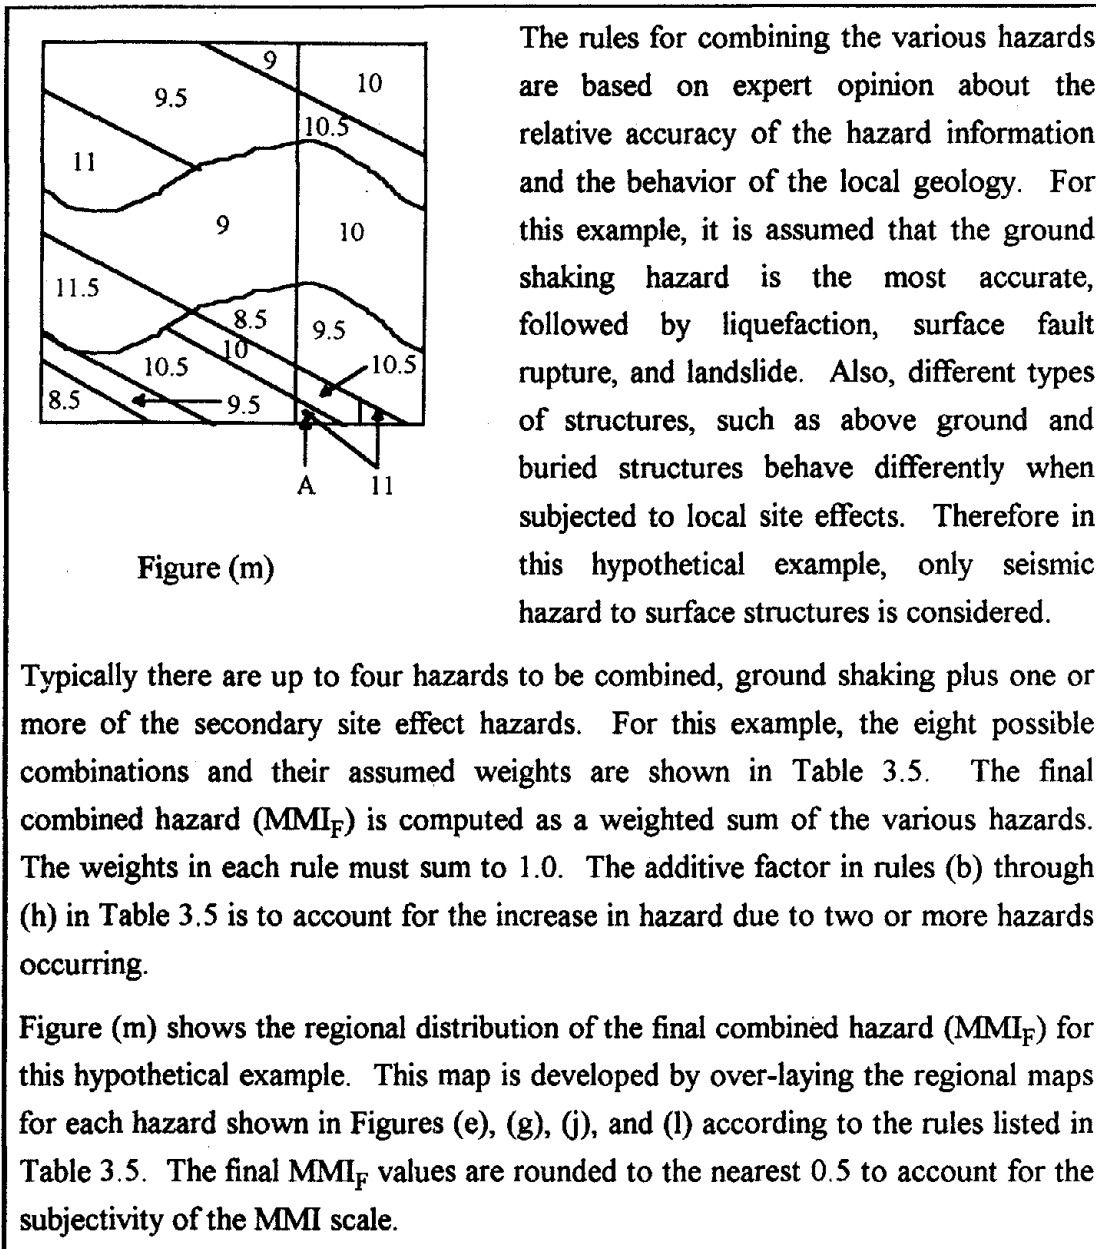 9
10
9.5
10.5
11
9
10
11.5
8.5
9.5
10
10.5
10.5
8.5
9.5
A
11
Figure (m)
The rules for combining the various hazards
are based on expert opinion about the
relative accuracy of the hazard information
and the behavior of the local geology. For
this example, it is assumed that the ground
shaking hazard is the most accurate,
followed by liquefaction, surface fault
rupture, and landslide. Also, different types
of structures, such as above ground and
buried structures behave differently when
subjected to local site effects. Therefore in
this hypothetical example, only seismic
hazard to surface structures is considered.
Typically there are up to four hazards to be combined, ground shaking plus one or
more of the secondary site effect hazards. For this example, the eight possible
combinations and their assumed weights are shown in Table 3.5. The final
combined hazard (MMI_F) is computed as a weighted sum of the various hazards.
The weights in each rule must sum to 1.0. The additive factor in rules (b) through
(h) in Table 3.5 is to account for the increase in hazard due to two or more hazards
occurring.
Figure (m) shows the regional distribution of the final combined hazard (MMI_F) for
this hypothetical example. This map is developed by over-laying the regional maps
for each hazard shown in Figures (e), (g), (j), and (l) according to the rules listed in
Table 3.5. The final MMI_F values are rounded to the nearest 0.5 to account for the
subjectivity of the MMI scale.